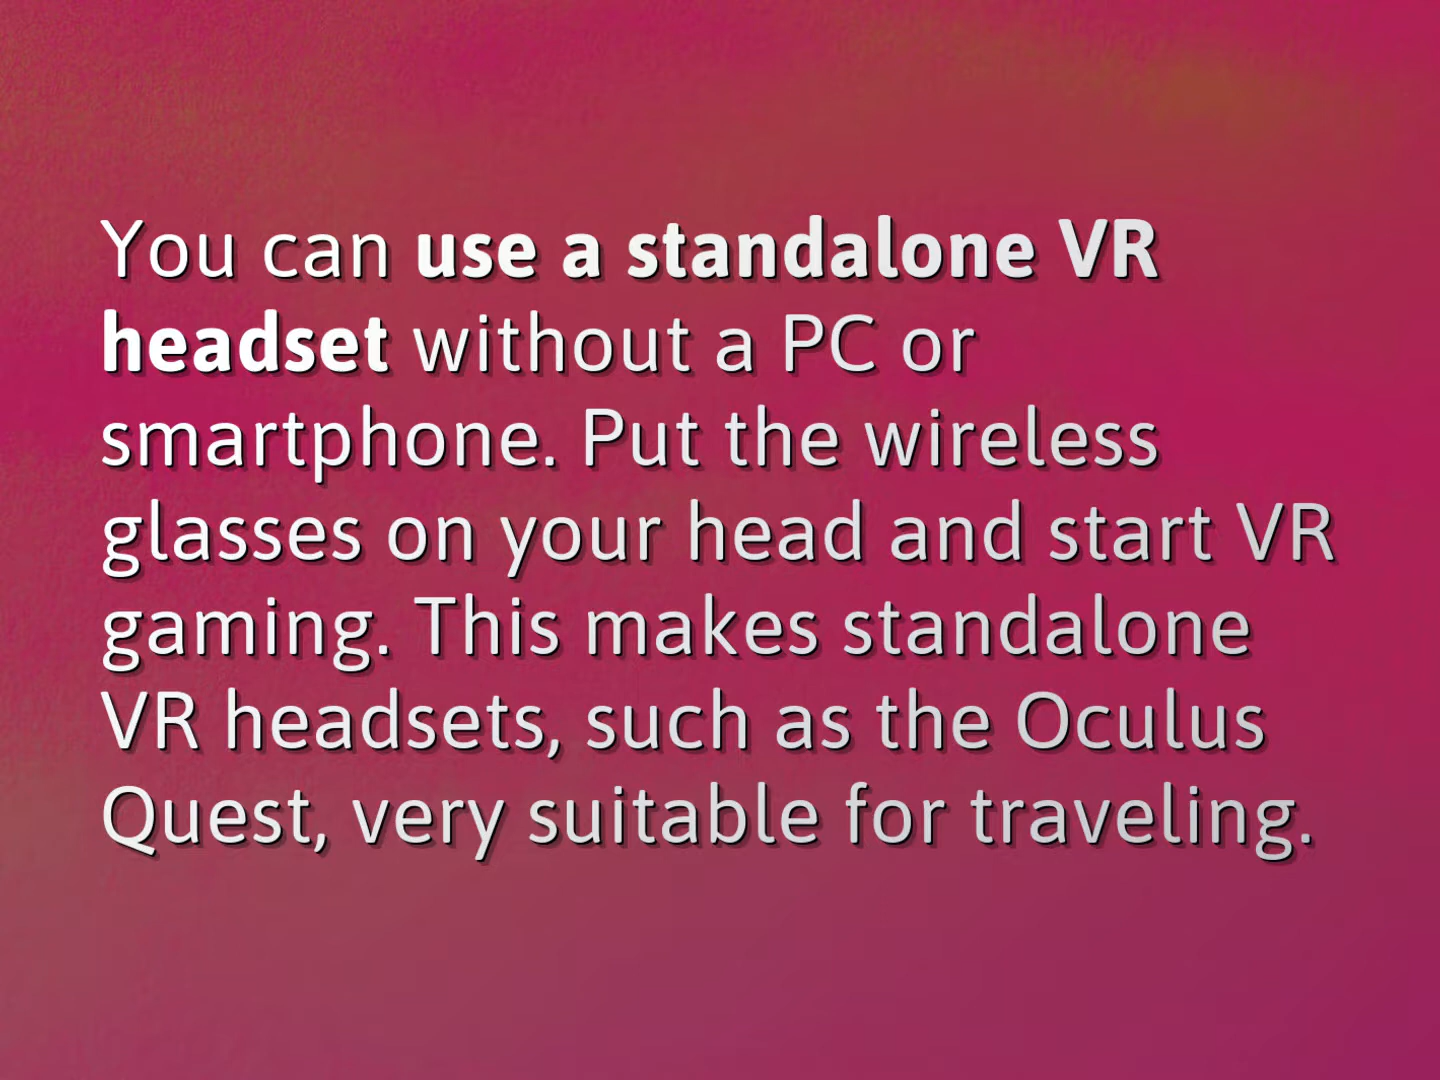 You can use a standalone VR
headset without a PC or
smartphone. Put the wireless
glasses on your head and start VR
gaming. This makes standalone
VR headsets, such as the Oculus
Quest, very suitable for traveling.